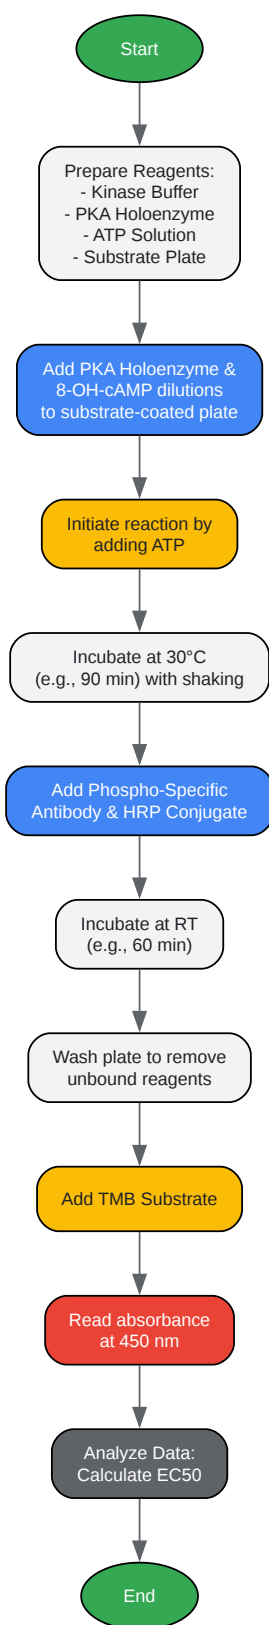 Start
Prepare Reagents:
- Kinase Buffer
- PKA Holoenzyme
- ATP Solution
- Substrate Plate
Add PKA Holoenzyme &
8-OH-cAMP dilutions
to substrate-coated plate
Initiate reaction by
adding ATP
Incubate at 30°C
(e.g., 90 min) with shaking
Add Phospho-Specific
Antibody & HRP Conjugate
Incubate at RT
(e.g., 60 min)
Wash plate to remove
unbound reagents
Add TMB Substrate
Read absorbance
at 450 nm
Analyze Data:
Calculate EC50
End